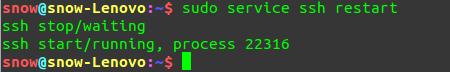 snow@snow-Lenovo:~$ sudo service ssh restart
ssh stop/waiting
ssh start/running, process 22316
snow@snow-Lenovo:~$